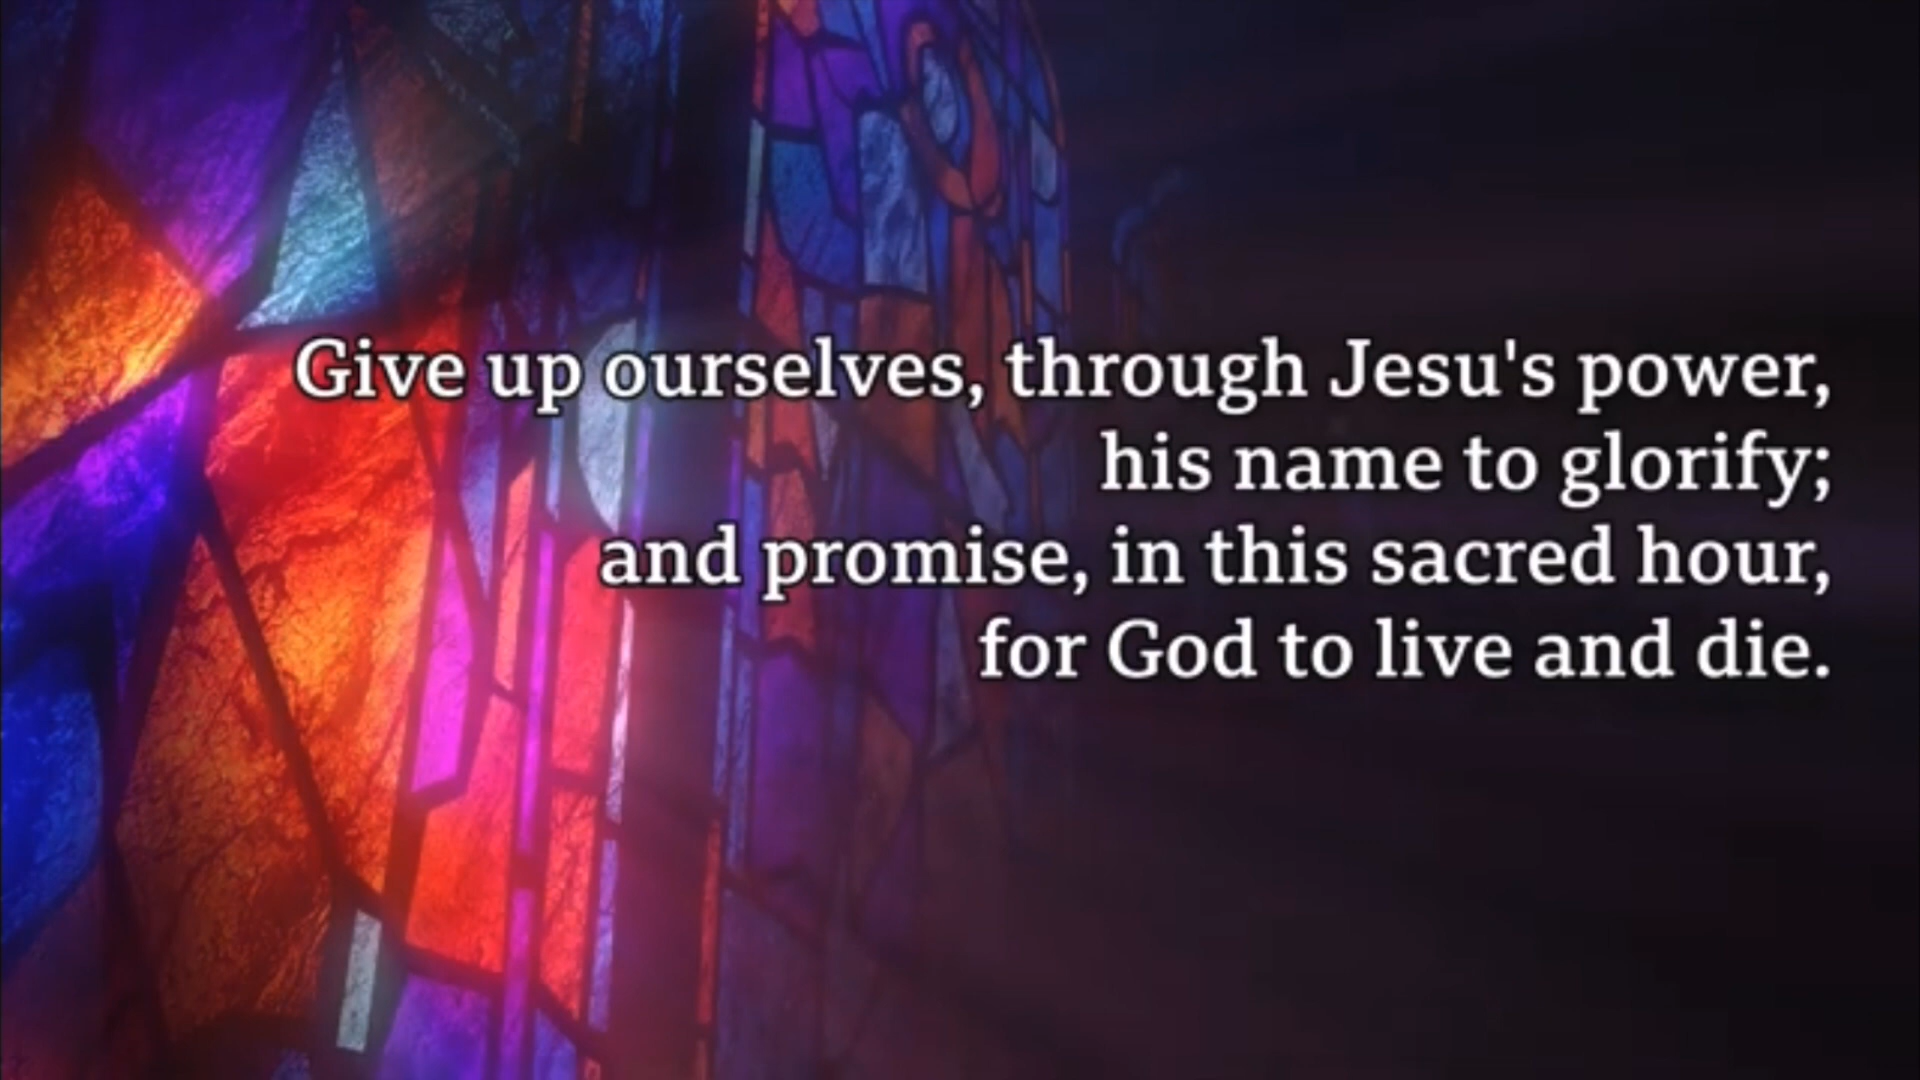 Give up ourselves, through Jesu's power,
his name to glorify;
and promise, in this sacred hour,
for God to live and die.